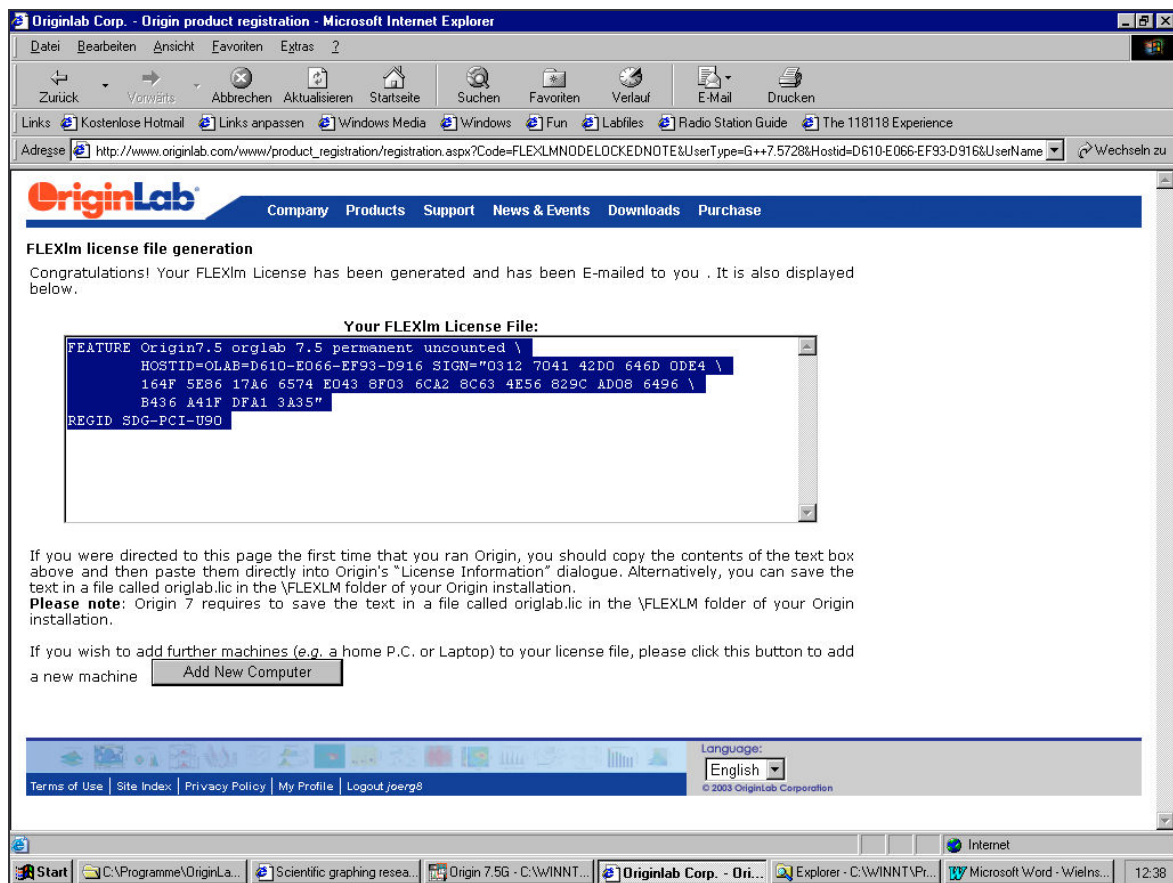 Originlab Corp. - Origin product registration - Microsoft Internet Explorer
Datei Bearbeiten Ansicht Favoriten Extras ?
Zurück Vorwärts Abbrechen Aktualisieren Startseite Suchen Favoriten Verlauf E-Mail Drucken
Links Kostenlose Hotmail Links anpassen Windows Media Windows Fun Labfiles Radio Station Guide The 118118 Experience
Adresse http://www.originlab.com/www/product_registration/registration.aspx?Code=FLEXLMNODELOCKEDNOTE&UserType=G++7.5728&Hostid=D610-E066-EF93-D916&UserName Wechseln zu
OriginLab
Company Products Support News & Events Downloads Purchase
FLEXlm license file generation
Congratulations! Your FLEXlm License has been generated and has been E-mailed to you . It is also displayed
below.
Your FLEXlm License File:
FEATURE Origin7.5 orglab 7.5 permanent uncounted \
HOSTID=OLAB=D610-E066-EF93-D916 SIGN="0312 7041 42D0 646D 0DE4 \
164F 5E86 17A6 6574 E043 8F03 6CA2 8C63 4E56 829C AD08 6496 \
B436 A41F DFA1 3A35"
REGID SDG-PCI-U90
If you were directed to this page the first time that you ran Origin, you should copy the contents of the text box
above and then paste them directly into Origin's "License Information" dialogue. Alternatively, you can save the
text in a file called origlab.lic in the \FLEXLM folder of your Origin installation.
Please note: Origin 7 requires to save the text in a file called origlab.lic in the \FLEXLM folder of your Origin
installation.
If you wish to add further machines (e.g. a home P.C. or Laptop) to your license file, please click this button to add
a new machine Add New Computer
Language:
English
Terms of Use | Site Index | Privacy Policy | My Profile | Logout joerg8
© 2003 OriginLab Corporation
Internet
Start C:\Programme\OriginLa... Scientific graphing resea... Origin 7.5G - C:\WINNT... Originlab Corp. - Ori... Explorer - C:\WINNT\Pr... Microsoft Word - WieIns... 12:38